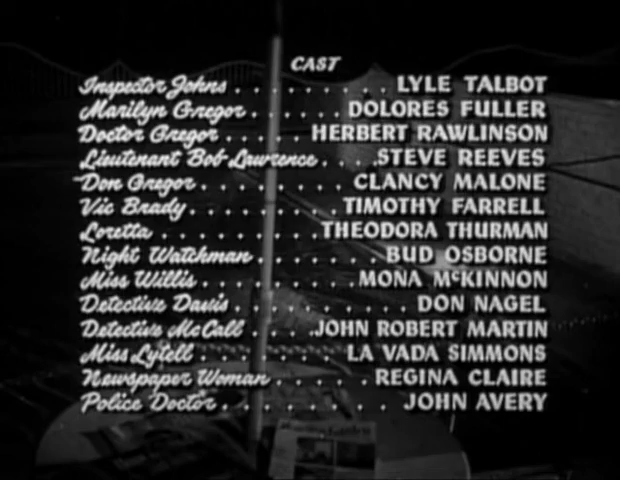 CAST
Inspector Johns . . . . . . . . . LYLE TALBOT
Marilyn Gregor . . . . . . . DOLORES FULLER
Doctor Gregor . . . . . HERBERT RAWLINSON
Lieutenant Bob Lawrence . . . . STEVE REEVES
Don Gregor . . . . . . . . . . CLANCY MALONE
Vic Brady . . . . . . . . . . TIMOTHY FARRELL
Loretta . . . . . . . . . . THEODORA THURMAN
Night Watchman . . . . . . . . BUD OSBORNE
Miss Willis . . . . . . . . . . MONA McKINNON
Detective Davis . . . . . . . . . . DON NAGEL
Detective McCall . . . . JOHN ROBERT MARTIN
Miss Lytell . . . . . . . . LA VADA SIMMONS
Newspaper Woman . . . . . . REGINA CLAIRE
Police Doctor . . . . . . . . . JOHN AVERY